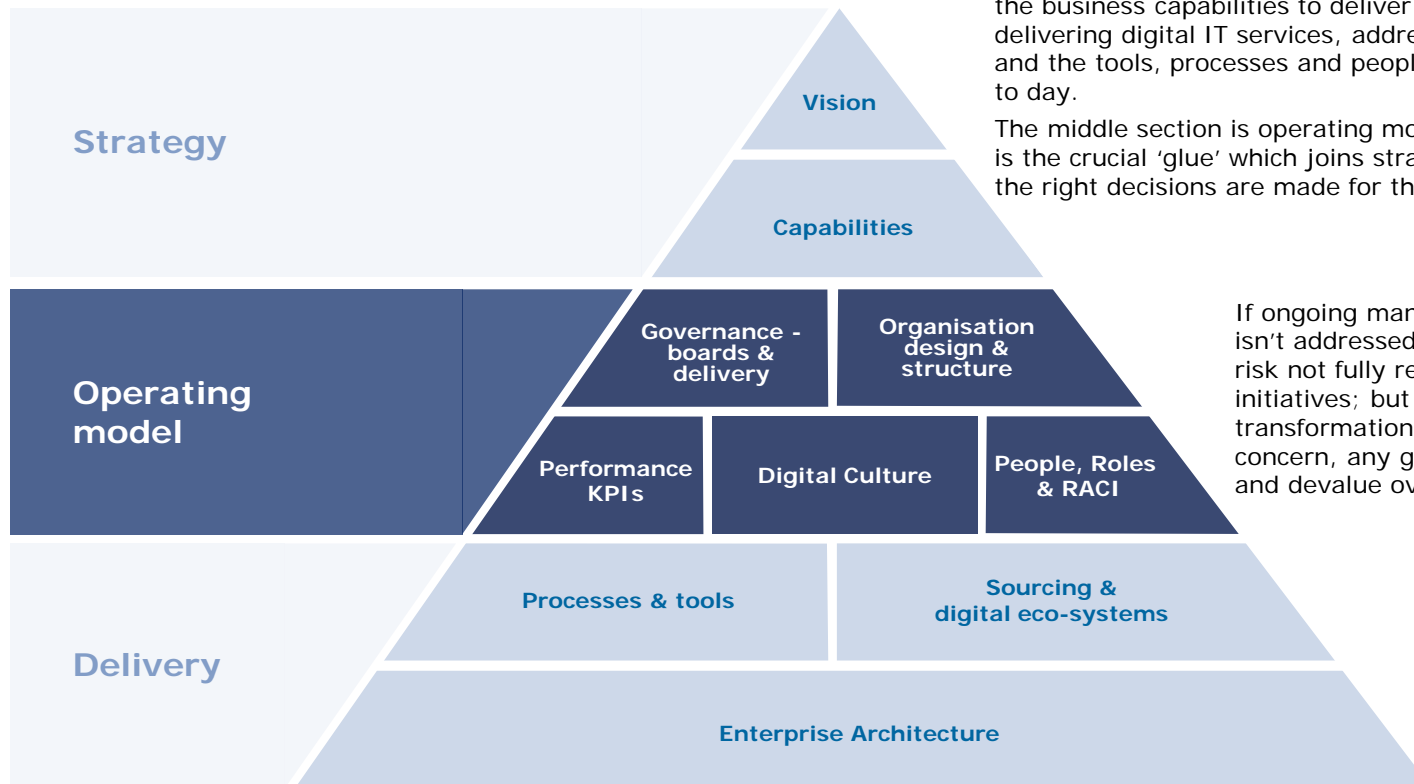 the business capabilities to deliver
delivering digital IT services, addre
and the tools, processes and peopl
to day.
The middle section is operating mo
is the crucial ‘glue’ which joins stra
the right decisions are made for th
Strategy
Vision
Capabilities
Operating
model
Governance -
boards &
delivery
Organisation
design &
structure
Performance
KPIs
Digital Culture
People, Roles
& RACI
If ongoing mar
isn't addressed
risk not fully re
initiatives; but
transformation
concern, any g
and devalue ov
Delivery
Processes & tools
Sourcing &
digital eco-systems
Enterprise Architecture